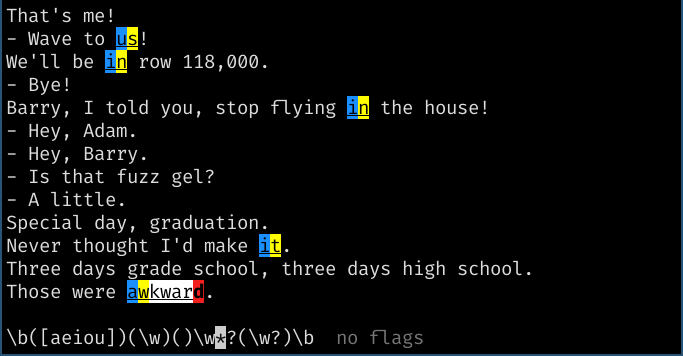 That's me!
- Wave to us!
We'll be in row 118,000.
- Bye!
Barry, I told you, stop flying in the house!
- Hey, Adam.
- Hey, Barry.
- Is that fuzz gel?
- A little.
Special day, graduation.
Never thought I'd make it.
Three days grade school, three days high school.
Those were awkward.
\b([aeiou])(\w)()\w*?(\w?)\b  no flags